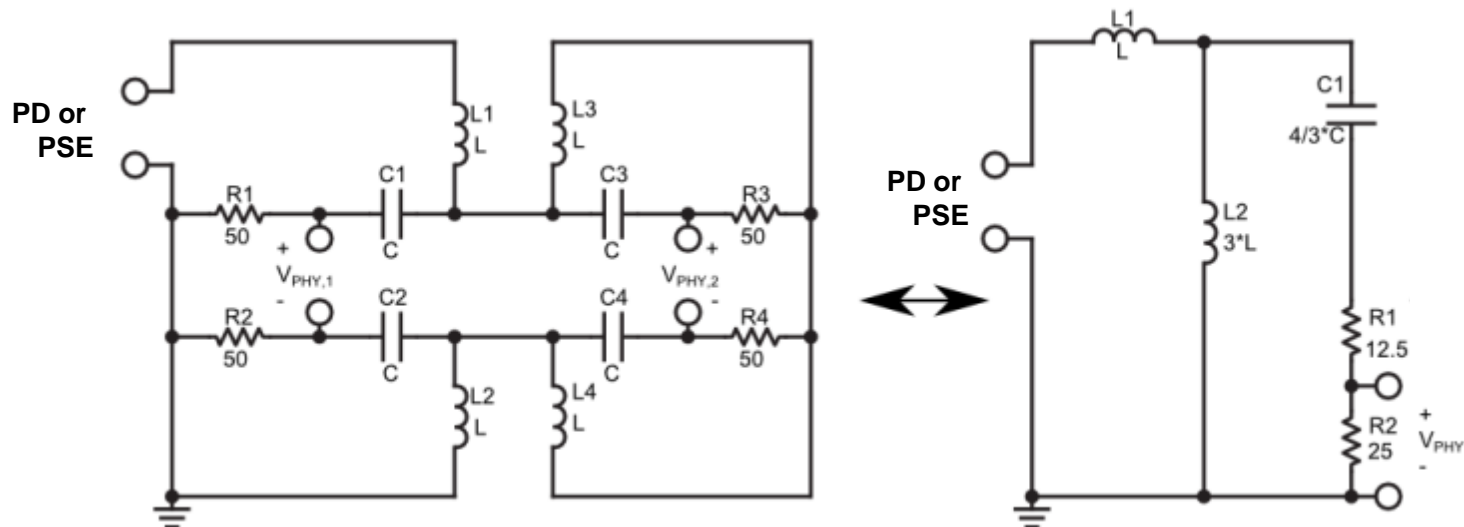 PD or
PSE
L1
L
L3
L
R1
50
C1
C
C3
C
R3
50
+
V_PHY,1
-
+
V_PHY,2
-
R2
50
C2
C
C4
C
R4
50
L2
L
L4
L
L1
L
PD or
PSE
C1
4/3*C
L2
3*L
R1
12.5
R2
25
+
V_PHY
-